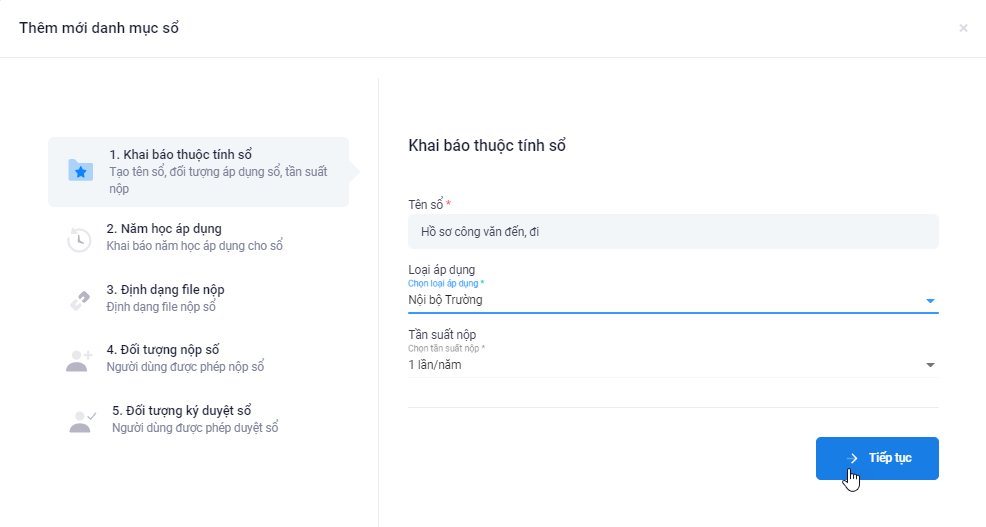 Thêm mới danh mục sổ
×
1. Khai báo thuộc tính sổ
Tạo tên sổ, đối tượng áp dụng sổ, tần suất
nộp
2. Năm học áp dụng
Khai báo năm học áp dụng cho sổ
3. Định dạng file nộp
Định dạng file nộp sổ
4. Đối tượng nộp số
Người dùng được phép nộp sổ
5. Đối tượng ký duyệt sổ
Người dùng được phép duyệt sổ
Khai báo thuộc tính sổ
Tên sổ *
Hồ sơ công văn đến, đi
Loại áp dụng
Chọn loại áp dụng *
Nội bộ Trường
Tần suất nộp
Chọn tần suất nộp *
1 lần/năm
Tiếp tục